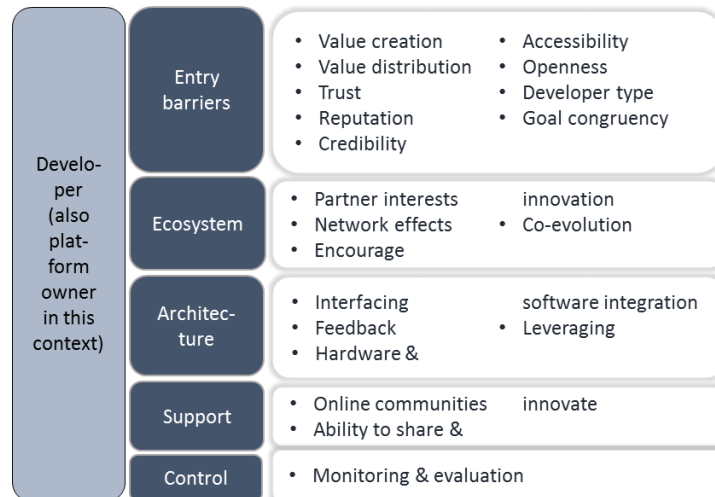 Develo-
per
(also
plat-
form
owner
in this
context)
Entry
barriers
• Value creation
• Value distribution
• Trust
• Reputation
• Credibility
• Accessibility
• Openness
• Developer type
• Goal congruency
Ecosystem
• Partner interests
• Network effects
• Encourage
innovation
• Co-evolution
Architec-
ture
• Interfacing
• Feedback
• Hardware &
software integration
• Leveraging
Support
• Online communities
• Ability to share &
innovate
Control
• Monitoring & evaluation